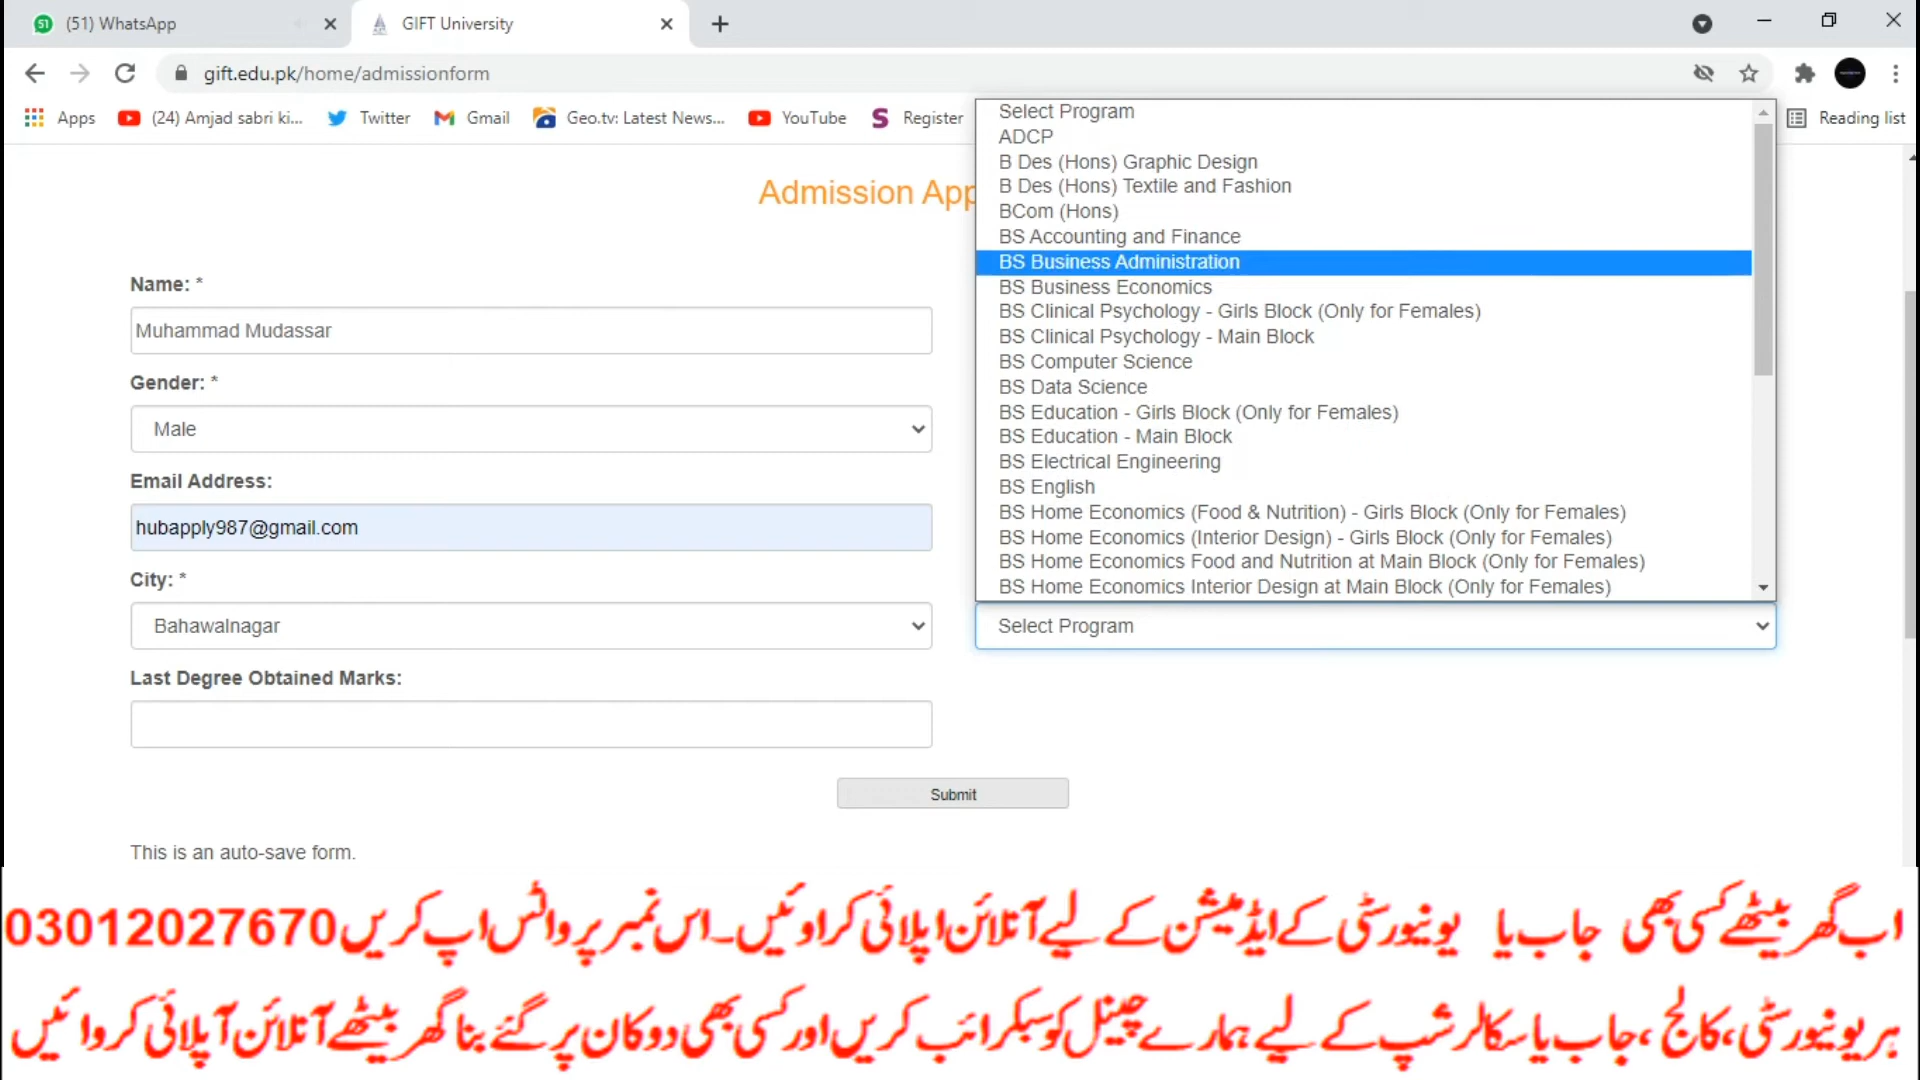 (51) WhatsApp
GIFT University
gift.edu.pk/home/admissionform
Apps
(24) Amjad sabri ki...
Twitter
Gmail
Geo.tv: Latest News...
YouTube
Register
Reading list
Admission App
Name: *
Muhammad Mudassar
Gender: *
Male
Email Address:
hubapply987@gmail.com
City: *
Bahawalnagar
Last Degree Obtained Marks:
Select Program
ADCP
B Des (Hons) Graphic Design
B Des (Hons) Textile and Fashion
BCom (Hons)
BS Accounting and Finance
BS Business Administration
BS Business Economics
BS Clinical Psychology - Girls Block (Only for Females)
BS Clinical Psychology - Main Block
BS Computer Science
BS Data Science
BS Education - Girls Block (Only for Females)
BS Education - Main Block
BS Electrical Engineering
BS English
BS Home Economics (Food & Nutrition) - Girls Block (Only for Females)
BS Home Economics (Interior Design) - Girls Block (Only for Females)
BS Home Economics Food and Nutrition at Main Block (Only for Females)
BS Home Economics Interior Design at Main Block (Only for Females)
Select Program
Submit
This is an auto-save form.
اب گھر بیٹھے کسی بھی جاب یا یونیورسٹی کے ایڈمیشن کے لیے آنلائن اپلائی کراوئیں۔اس نمبر پر واٹس اپ کریں 03012027670
ہر یونیورسٹی، کالج ،جاب یا سکالر شپ کے لیے ہمارے چینل کو سبکرائب کریں اور کسی بھی دوکان پر گئے بنا گھر بیٹھے آنلائن آپلائی کروائیں